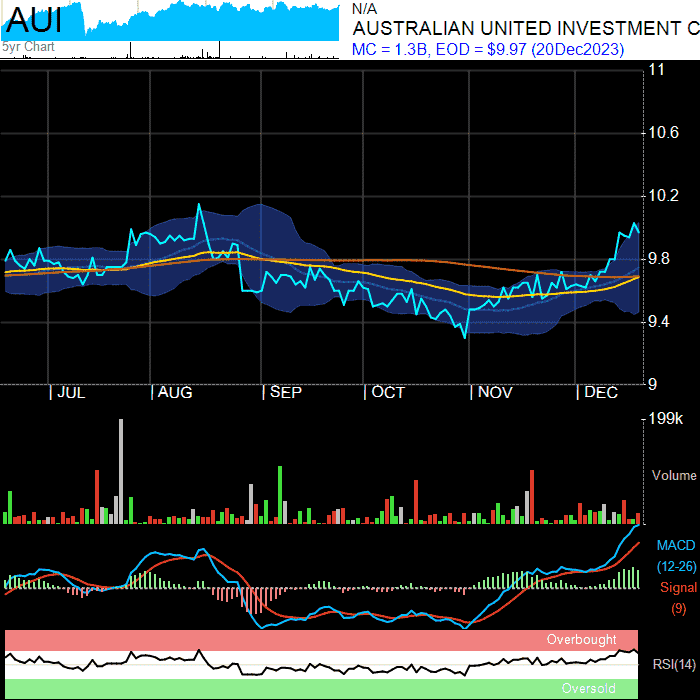 AUI
5yr Chart
N/A
AUSTRALIAN UNITED INVESTMENT C
MC = 1.3B, EOD = $9.97 (20Dec2023)
11
10.6
10.2
9.8
9.4
9
JUL
AUG
SEP
OCT
NOV
DEC
199k
Volume
MACD
(12-26)
Signal
(9)
Overbought
RSI(14)
Oversold